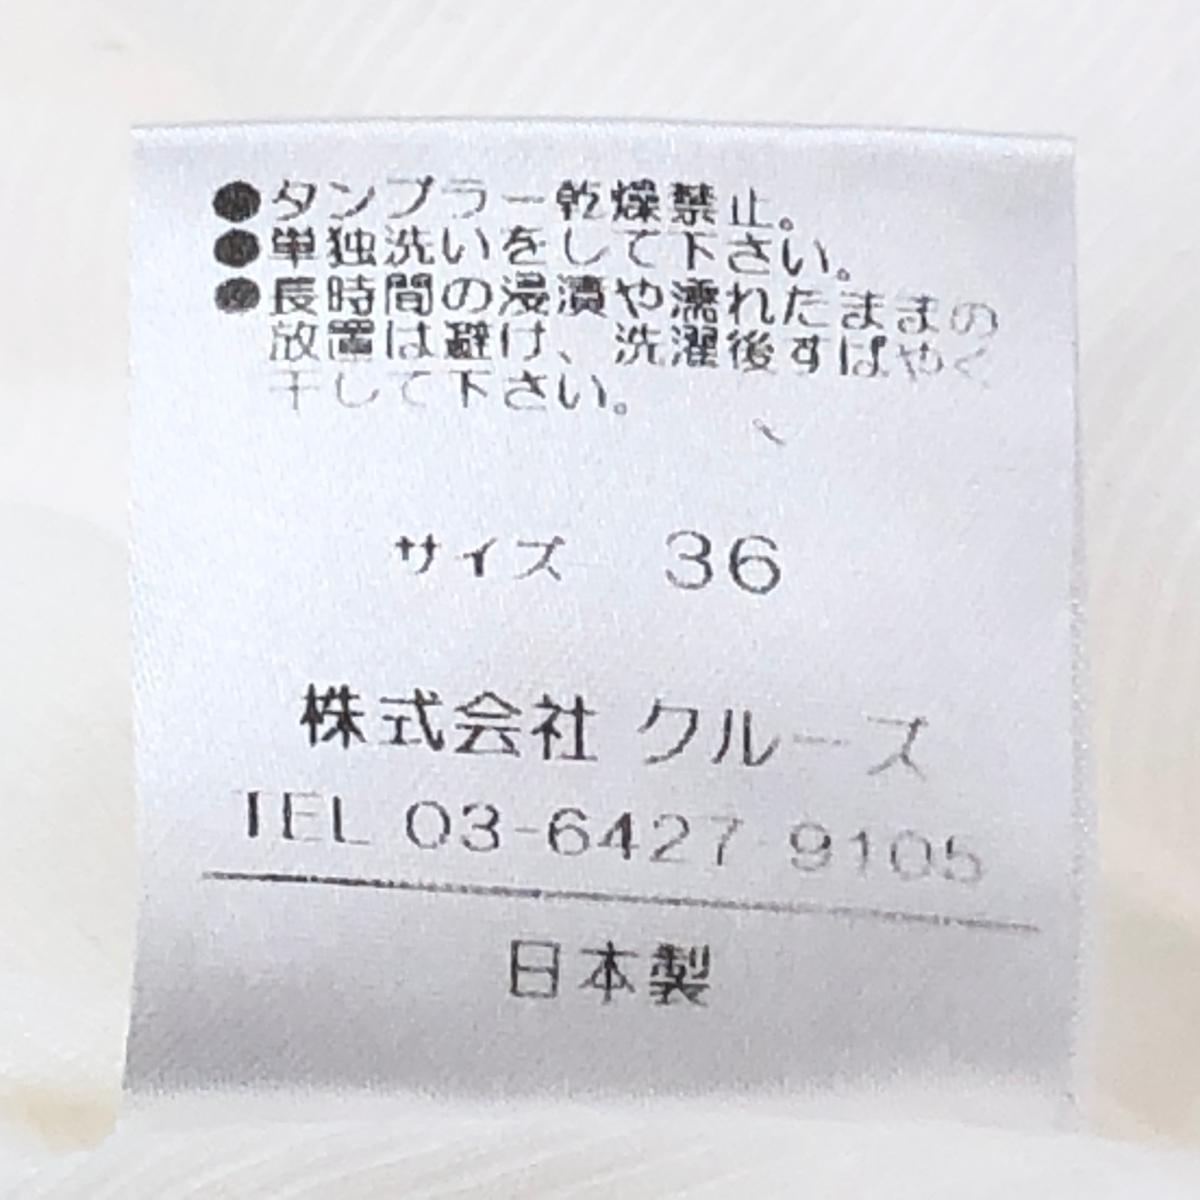 ●タンブラー乾燥禁止。
●単独洗いをして下さい。
●長時間の浸漬や濡れたままの
放置は避け、洗濯後すばやく
干して下さい。
サイズ 36
株式会社 クルーズ
TEL 03-6427-9105
日本製